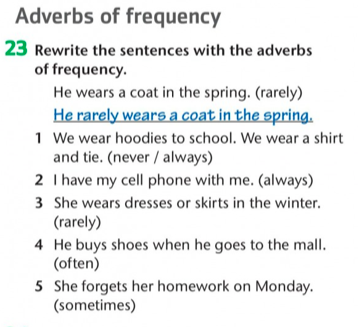 Adverbs of frequency
23 Rewrite the sentences with the adverbs
of frequency.
He wears a coat in the spring. (rarely)
He rarely wears a coat in the spring.
1 We wear hoodies to school. We wear a shirt
and tie. (never / always)
2 I have my cell phone with me. (always)
3 She wears dresses or skirts in the winter.
(rarely)
4 He buys shoes when he goes to the mall.
(often)
5 She forgets her homework on Monday.
(sometimes)